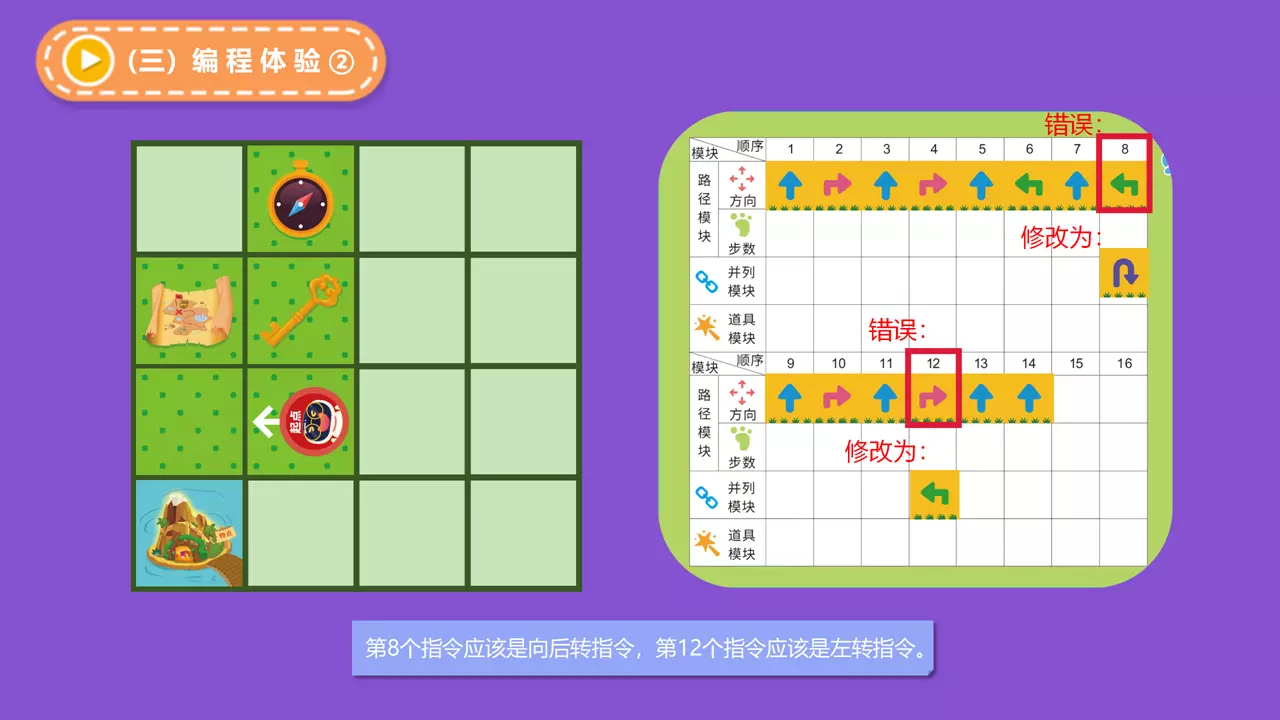 (三) 编程体验②
起点
错误：
模块 顺序 1 2 3 4 5 6 7 8
路径模块
方向
修改为：
步数
并列模块
道具模块
错误：
模块 顺序 9 10 11 12 13 14 15 16
路径模块
方向
修改为：
步数
并列模块
道具模块
第8个指令应该是向后转指令，第12个指令应该是左转指令。